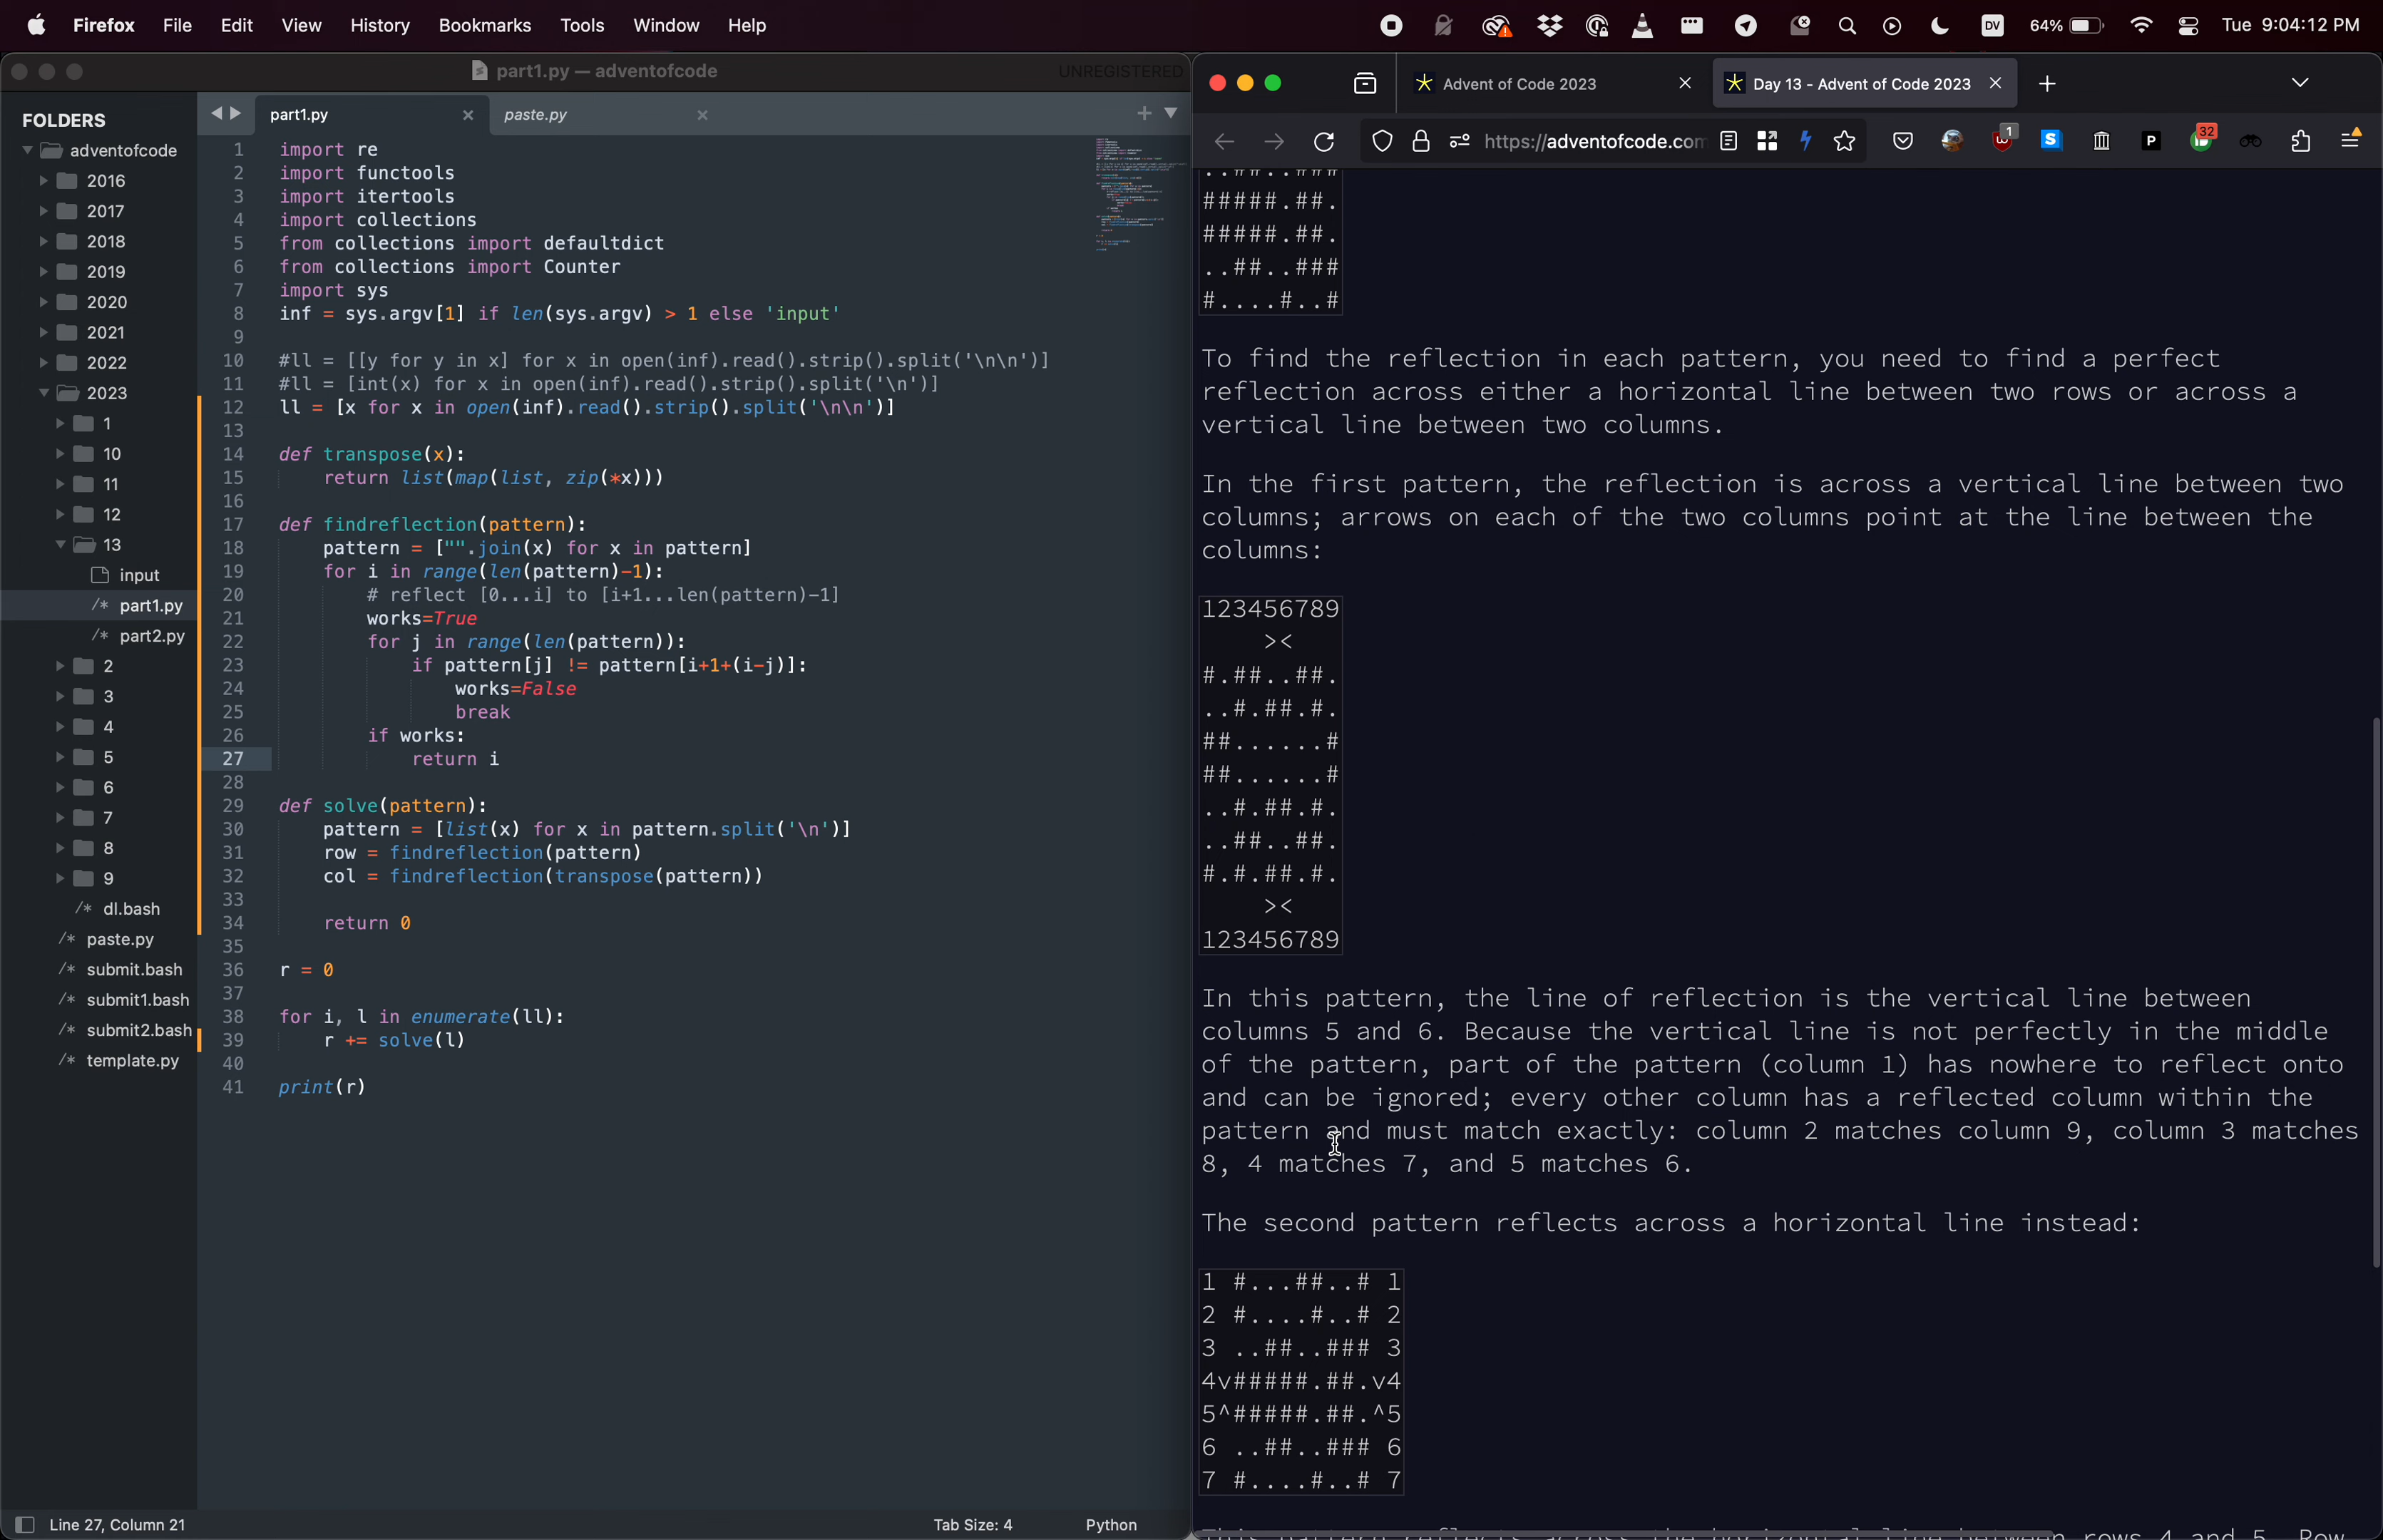 Firefox File Edit View History Bookmarks Tools Window Help
DV 64% Tue 9:04:12 PM
part1.py — adventofcode
UNREGISTERED
FOLDERS
adventofcode
2016
2017
2018
2019
2020
2021
2022
2023
1
10
11
12
13
input
/* part1.py
/* part2.py
2
3
4
5
6
7
8
9
/* dl.bash
/* paste.py
/* submit.bash
/* submit1.bash
/* submit2.bash
/* template.py
part1.py
paste.py
1 import re
2 import functools
3 import itertools
4 import collections
5 from collections import defaultdict
6 from collections import Counter
7 import sys
8 inf = sys.argv[1] if len(sys.argv) > 1 else 'input'
9
10 #ll = [[y for y in x] for x in open(inf).read().strip().split('\n\n')]
11 #ll = [int(x) for x in open(inf).read().strip().split('\n')]
12 ll = [x for x in open(inf).read().strip().split('\n\n')]
13
14 def transpose(x):
15     return list(map(list, zip(*x)))
16
17 def findreflection(pattern):
18     pattern = ["".join(x) for x in pattern]
19     for i in range(len(pattern)-1):
20         # reflect [0...i] to [i+1...len(pattern)-1]
21         works=True
22         for j in range(len(pattern)):
23             if pattern[j] != pattern[i+1+(i-j)]:
24                 works=False
25                 break
26         if works:
27             return i
28
29 def solve(pattern):
30     pattern = [list(x) for x in pattern.split('\n')]
31     row = findreflection(pattern)
32     col = findreflection(transpose(pattern))
33
34     return 0
35
36 r = 0
37
38 for i, l in enumerate(ll):
39     r += solve(l)
40
41 print(r)
Line 27, Column 21
Tab Size: 4
Python
Advent of Code 2023
Day 13 - Advent of Code 2023
https://adventofcode.com
1
32
..##..###
#####.##.
#####.##.
..##..###
#....#..#
To find the reflection in each pattern, you need to find a perfect
reflection across either a horizontal line between two rows or across a
vertical line between two columns.
In the first pattern, the reflection is across a vertical line between two
columns; arrows on each of the two columns point at the line between the
columns:
123456789
><
#.##..##.
..#.##.#.
##......#
##......#
..#.##.#.
..##..##.
#.#.##.#.
><
123456789
In this pattern, the line of reflection is the vertical line between
columns 5 and 6. Because the vertical line is not perfectly in the middle
of the pattern, part of the pattern (column 1) has nowhere to reflect onto
and can be ignored; every other column has a reflected column within the
pattern and must match exactly: column 2 matches column 9, column 3 matches
8, 4 matches 7, and 5 matches 6.
The second pattern reflects across a horizontal line instead:
1 #...##..# 1
2 #....#..# 2
3 ..##..### 3
4v#####.##.v4
5^#####.##.^5
6 ..##..### 6
7 #....#..# 7
This pattern reflects across the horizontal line between rows 4 and 5. Row